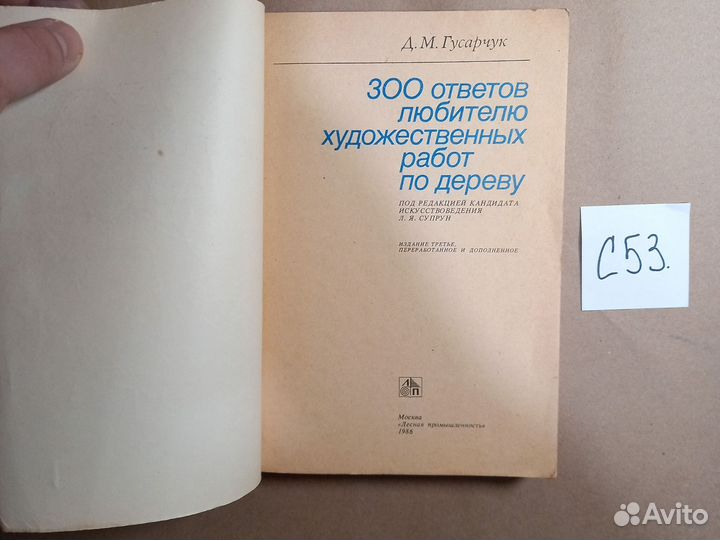 Д. М. Гусарчук
300 ответов
любителю
художественных
работ
по дереву
ПОД РЕДАКЦИЕЙ КАНДИДАТА
ИСКУССТВОВЕДЕНИЯ
Л. Я. СУПРУН
ИЗДАНИЕ ТРЕТЬЕ,
ПЕРЕРАБОТАННОЕ И ДОПОЛНЕННОЕ
Л П
Москва
«Лесная промышленность»
1986
С53.
Avito